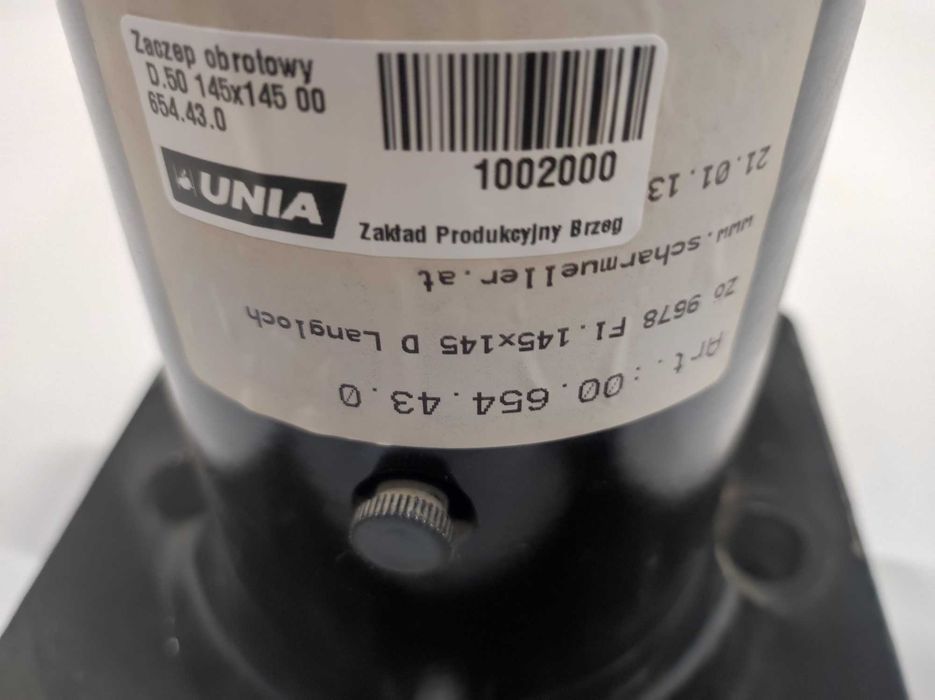 Zaczep obrotowy
D.50 145x145 00
654.43.0
1002000
UNIA
Zakład Produkcyjny Brzeg
Art.: 00.654.43.0
Zo 9678 Fl.145x145 D Langloch
www.scharmueller.at
21.01.13